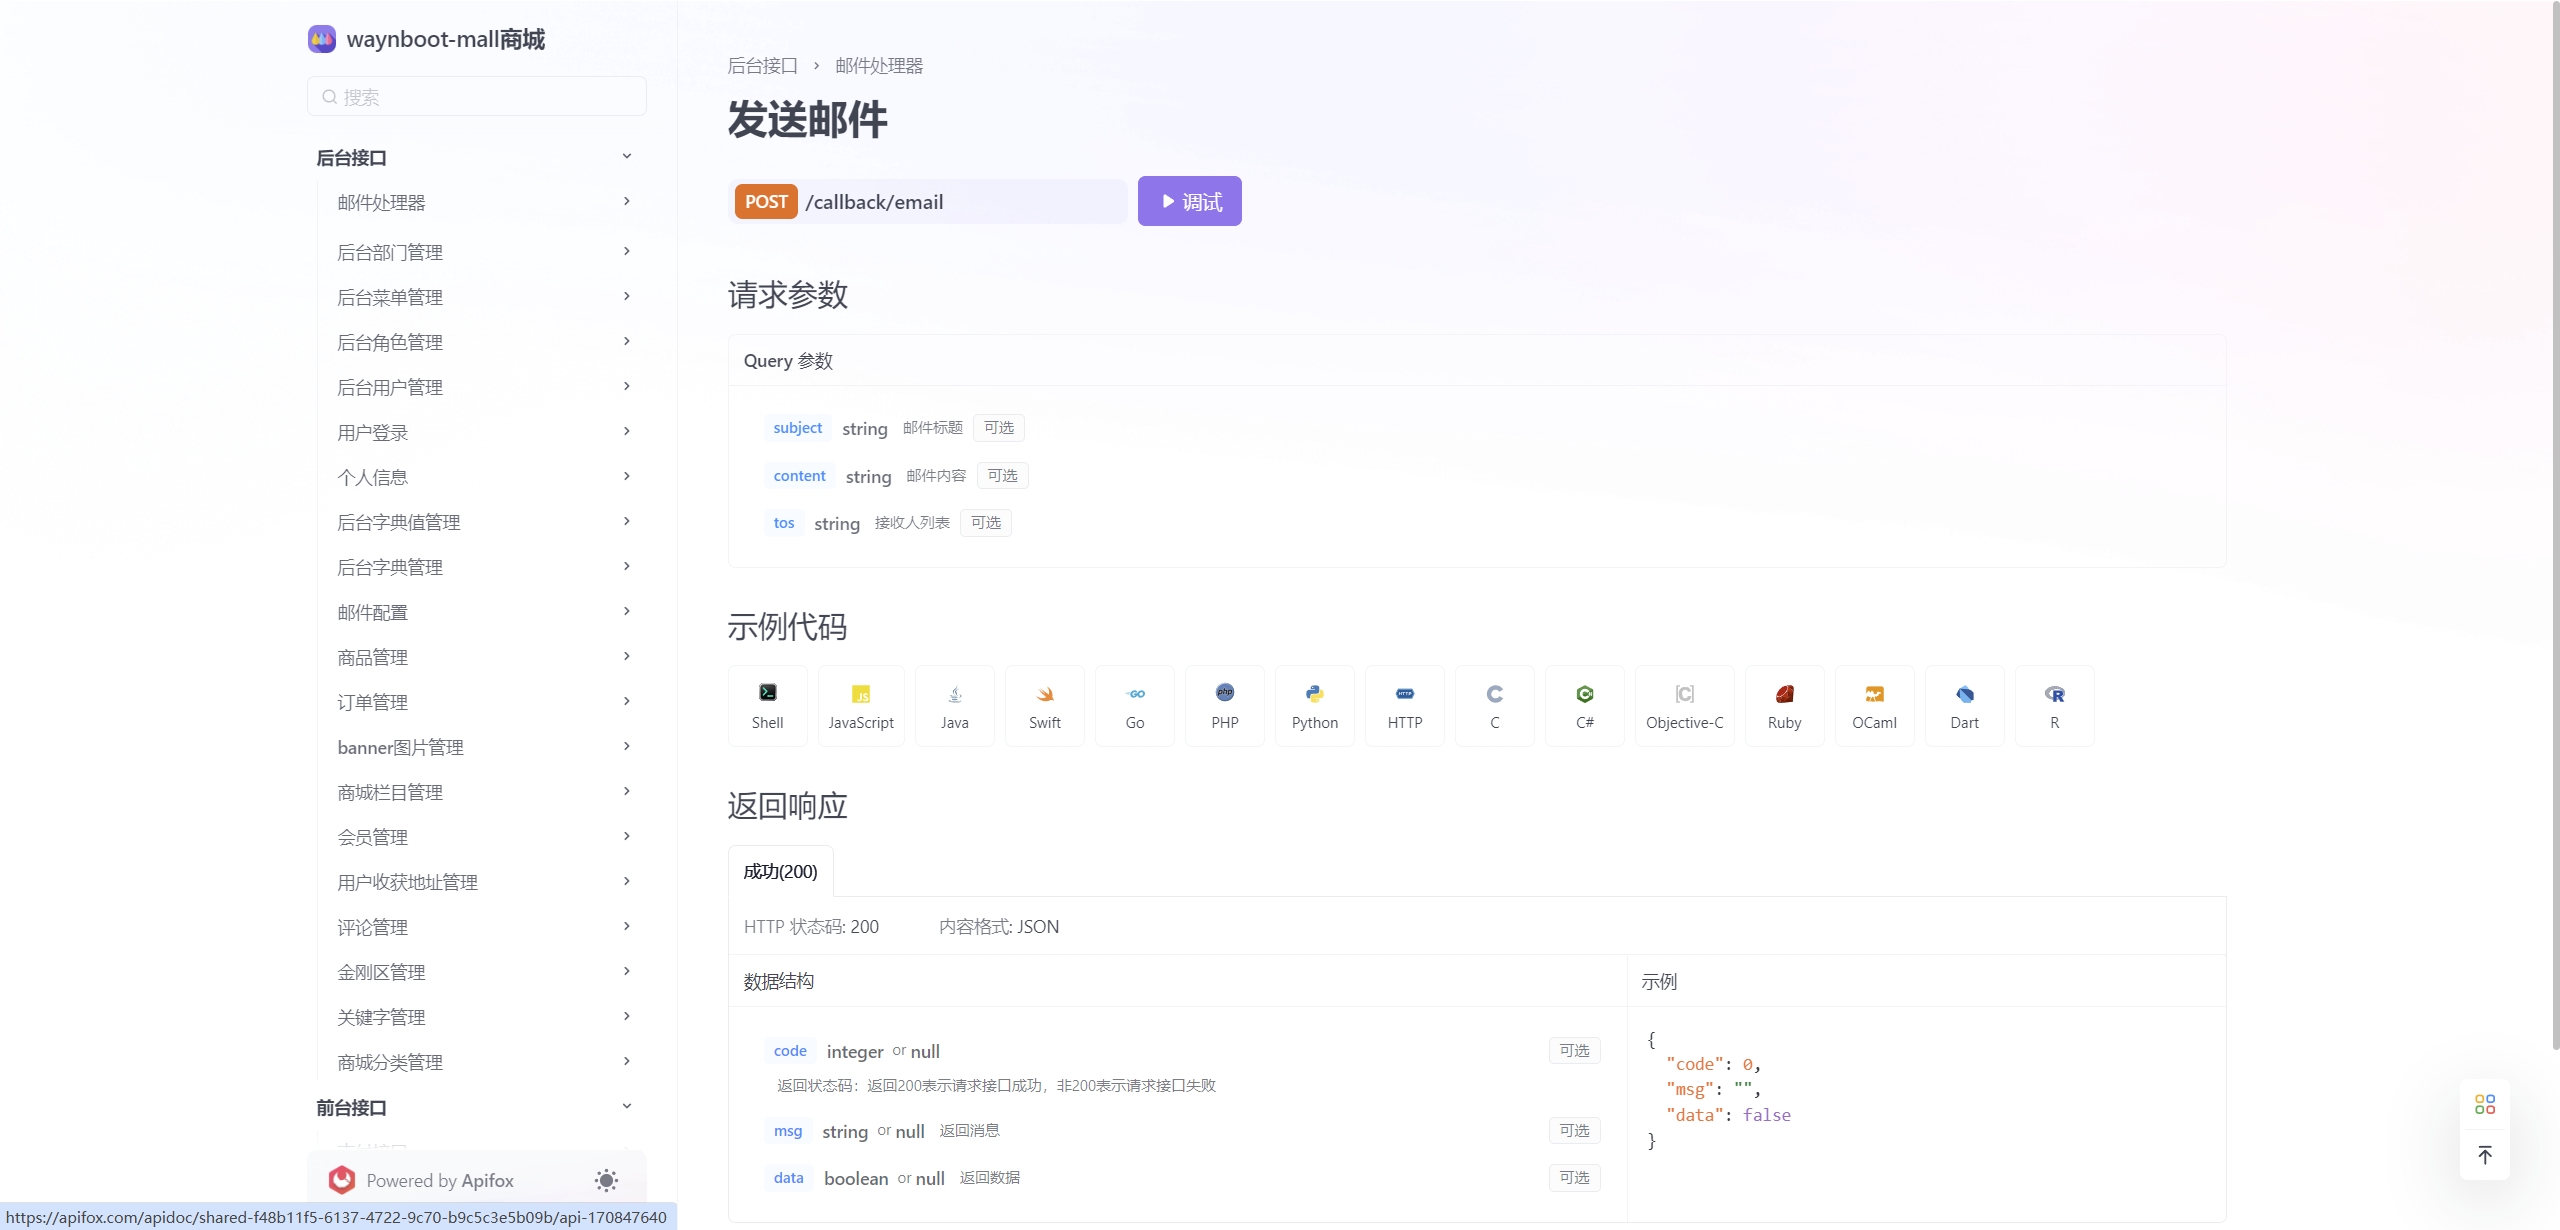 waynboot-mall商城
搜索
后台接口
邮件处理器
后台部门管理
后台菜单管理
后台角色管理
后台用户管理
用户登录
个人信息
后台字典值管理
后台字典管理
邮件配置
商品管理
订单管理
banner图片管理
商城栏目管理
会员管理
用户收获地址管理
评论管理
金刚区管理
关键字管理
商城分类管理
前台接口
Powered by Apifox
https://apifox.com/apidoc/shared-f48b11f5-6137-4722-9c70-b9c5c3e5b09b/api-170847640
后台接口 › 邮件处理器
发送邮件
POST /callback/email 调试
请求参数
Query 参数
subject string 邮件标题 可选
content string 邮件内容 可选
tos string 接收人列表 可选
示例代码
Shell JavaScript Java Swift Go PHP Python HTTP C C# Objective-C Ruby OCaml Dart R
返回响应
成功(200)
HTTP 状态码: 200 内容格式: JSON
数据结构
code integer or null 可选
返回状态码：返回200表示请求接口成功，非200表示请求接口失败
msg string or null 返回消息 可选
data boolean or null 返回数据 可选
示例
{
"code": 0,
"msg": "",
"data": false
}